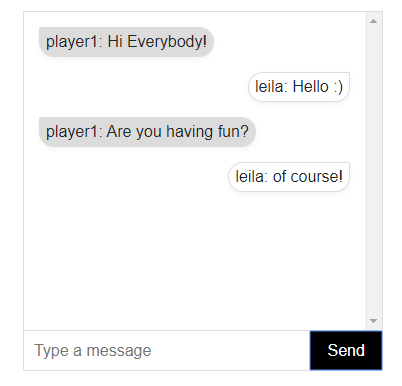 player1: Hi Everybody!
leila: Hello :)
player1: Are you having fun?
leila: of course!
Type a message
Send